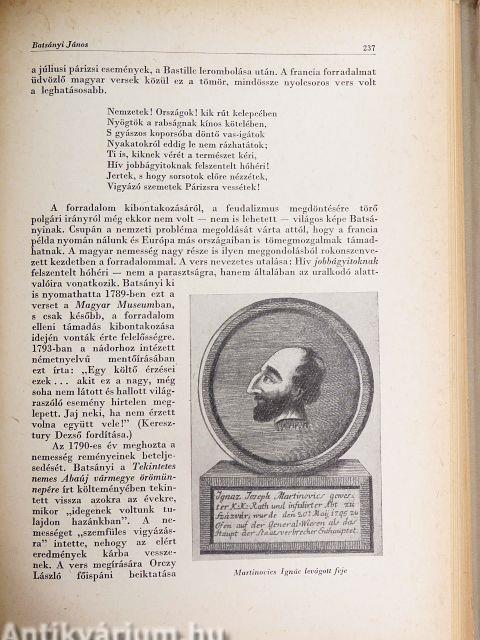 Batsányi János 237
a júliusi párizsi események, a Bastille lerombolása után. A francia forradalmat
üdvözlő magyar versek közül ez a tömör, mindössze nyolcsoros vers volt
a leghatásosabb.
Nemzetek! Országok! kik rút kelepcében
Nyögtök a rabságnak kínos kötelében,
S gyászos koporsóba döntő vas-igátok
Nyakatokról eddig le nem rázhatátok;
Ti is, kiknek vérét a természet kéri,
Hív jobbágyitoknak felszentelt hóhéri!
Jertek, s hogy sorsotok előre nézzétek,
Vigyázó szemetek Párizsra vessétek!
A forradalom kibontakozásáról, a feudalizmus megdöntésére törő
polgári irányról még ekkor nem volt — nem is lehetett — világos képe Batsá-
nyinak. Csupán a nemzeti probléma megoldását várta attól, hogy a francia
példa nyomán nálunk és Európa más országaiban is tömegmozgalmak támad-
hatnak. A magyar nemesség nagy része is ilyen meggondolásból rokonszenve-
zett kezdetben a forradalommal. A vers nevezetes utalása: Hív jobbágyitoknak
felszentelt hóhéri — nem a parasztságra, hanem általában az uralkodó alatt-
valóira vonatkozik. Batsányi ki
is nyomathatta 1789-ben ezt a
verset a Magyar Museumban,
s csak később, a forradalom
elleni támadás kibontakozása
idején vonták érte felelősségre.
1793-ban a nádorhoz intézett
németnyelvű mentőírásában
ezt írta: „Egy költő érzései
ezek . . . akit ez a nagy, még
soha nem látott és hallott világ-
raszóló esemény hirtelen meg-
lepett. Jaj neki, ha nem érzett
volna együtt vele!” (Keresz-
tury Dezső fordítása.)
Az 1790-es év meghozta a
nemesség reményeinek betelje-
sedését. Batsányi a Tekintetes
nemes Abaúj vármegye örömün-
nepére írt költeményében tekin-
tett vissza azokra az évekre,
mikor „idegenek voltunk tu-
lajdon hazánkban”. A ne-
mességet „szemfüles vigyázás-
ra” intette, nehogy az elért
eredmények kárba vessze-
nek. A vers megírására Orczy
László főispáni beiktatása
Ignaz Joseph Martinovics gewes-
ter K:K: Rath und infulirter Abt zu
Szászvár, wurde den 20ten Maij 1795 zu
Ofen auf der General-Wiesen als das
Haupt der Staatsverbrecher Enthauptet.
Martinovics Ignác levágott feje
Antikvárium.hu